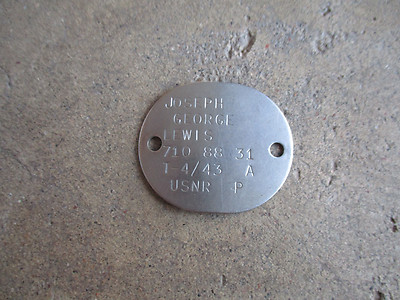 JOSEPH
GEORGE
LEWIS
710 88 31
T-4/43 A
USNR P